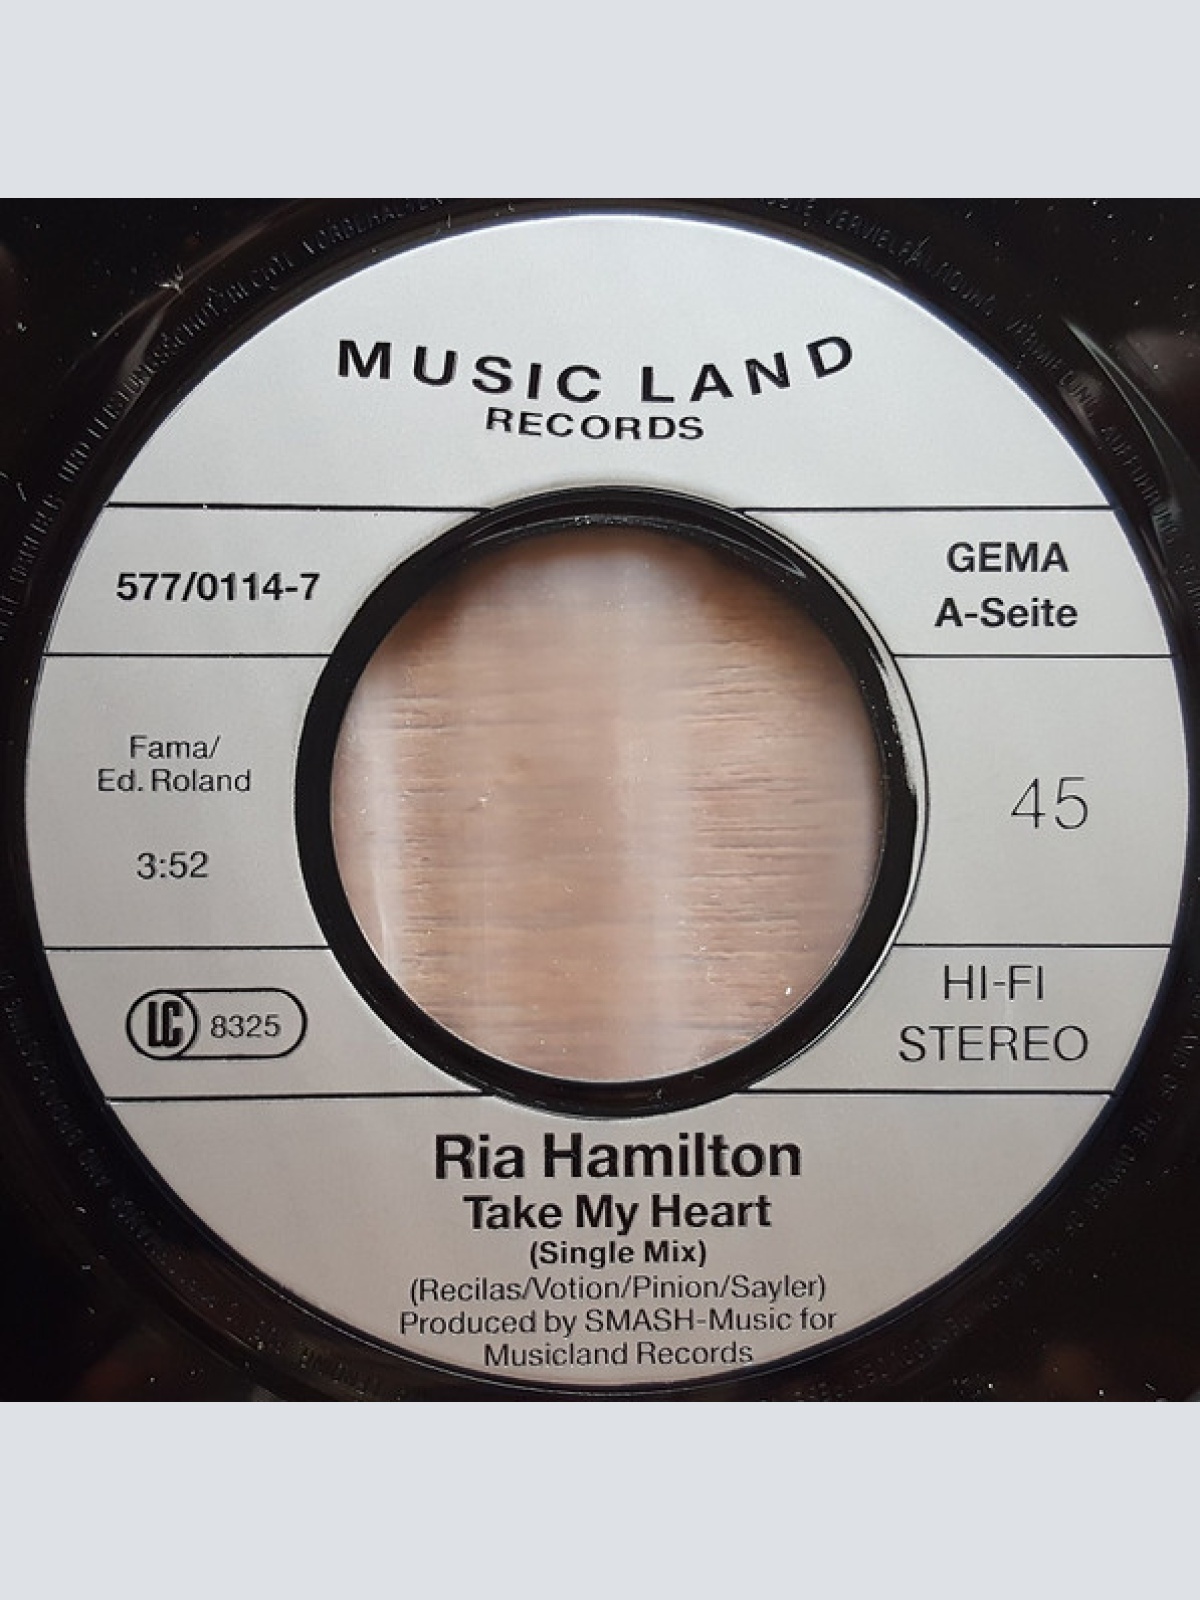 MUSIC LAND
RECORDS
577/0114-7
GEMA
A-Seite
Fama/
Ed. Roland
3:52
45
LC 8325
HI-FI
STEREO
Ria Hamilton
Take My Heart
(Single Mix)
(Recilas/Votion/Pinion/Sayler)
Produced by SMASH-Music for
Musicland Records